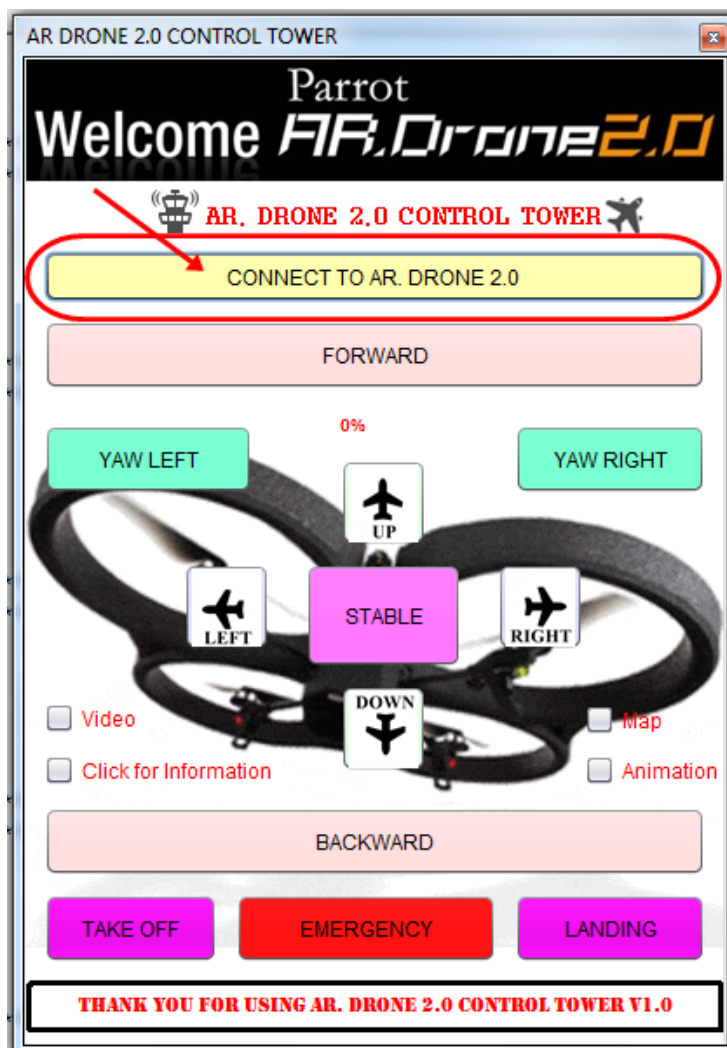 AR DRONE 2.0 CONTROL TOWER
Parrot
Welcome AR.Drone2.0
AR. DRONE 2.0 CONTROL TOWER
CONNECT TO AR. DRONE 2.0
FORWARD
0%
YAW LEFT
YAW RIGHT
UP
LEFT
STABLE
RIGHT
DOWN
Video
Map
Click for Information
Animation
BACKWARD
TAKE OFF
EMERGENCY
LANDING
THANK YOU FOR USING AR. DRONE 2.0 CONTROL TOWER V1.0